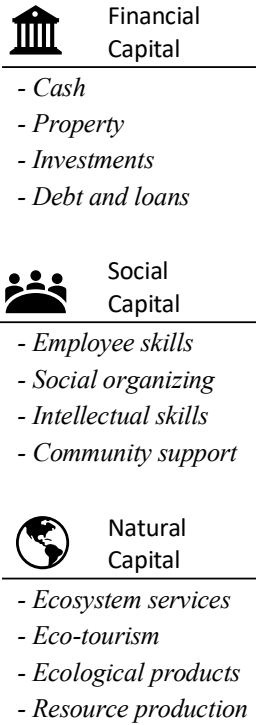 Financial
Capital
- Cash
- Property
- Investments
- Debt and loans
Social
Capital
- Employee skills
- Social organizing
- Intellectual skills
- Community support
Natural
Capital
- Ecosystem services
- Eco-tourism
- Ecological products
- Resource production